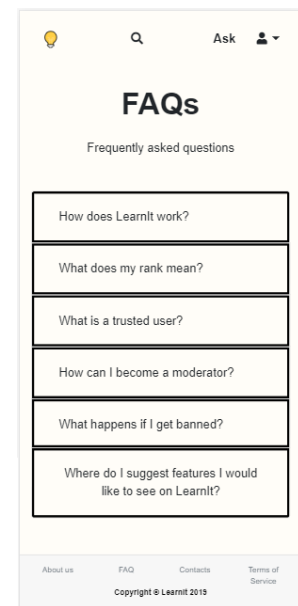 Ask
FAQs
Frequently asked questions
How does LearnIt work?
What does my rank mean?
What is a trusted user?
How can I become a moderator?
What happens if I get banned?
Where do I suggest features I would
like to see on LearnIt?
About us FAQ Contacts Terms of
Service
Copyright © LearnIt 2019